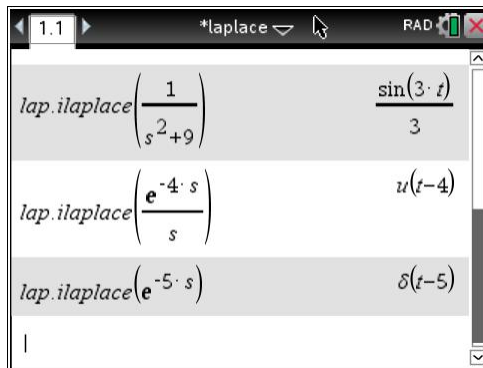 1.1 *laplace RAD
lap.ilaplace(1/(s²+9)) sin(3·t)/3
lap.ilaplace(e^(-4·s)/s) u(t-4)
lap.ilaplace(e^(-5·s)) δ(t-5)